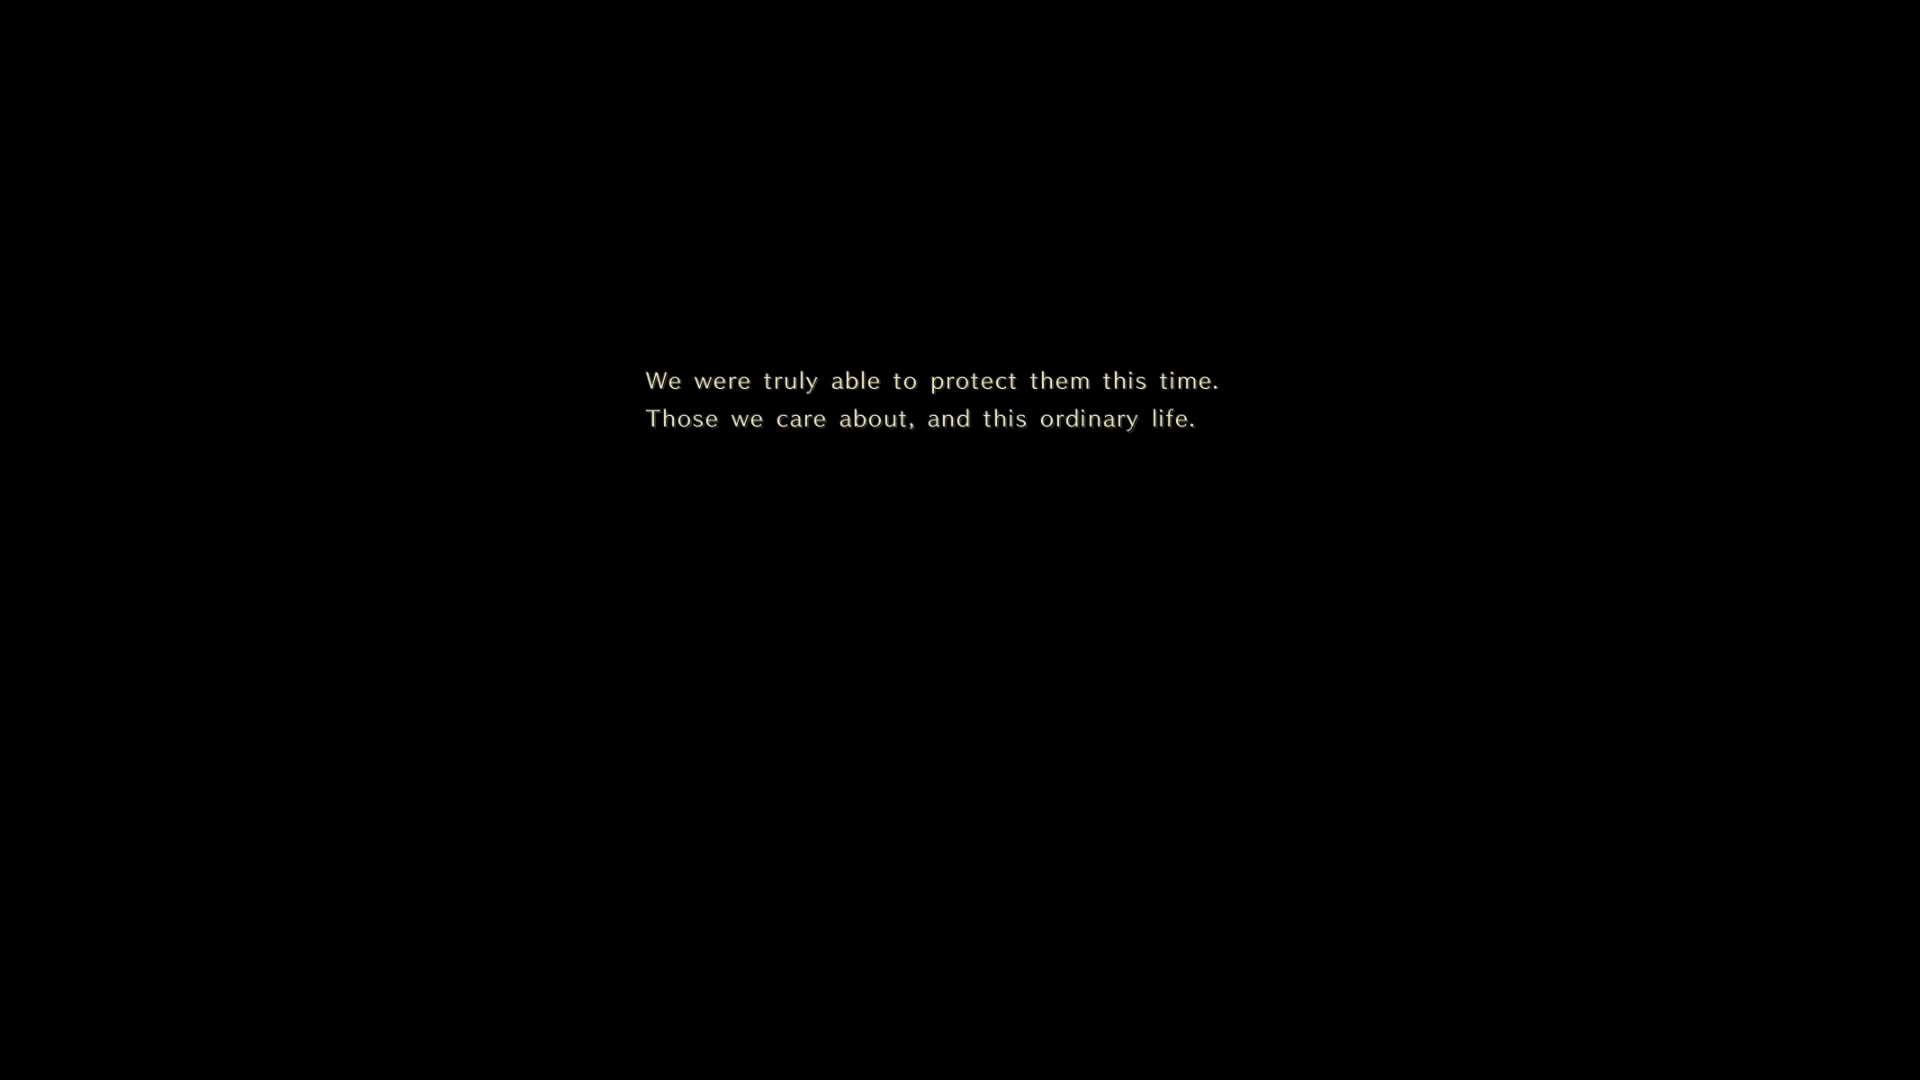 We were truly able to protect them this time.
Those we care about, and this ordinary life.